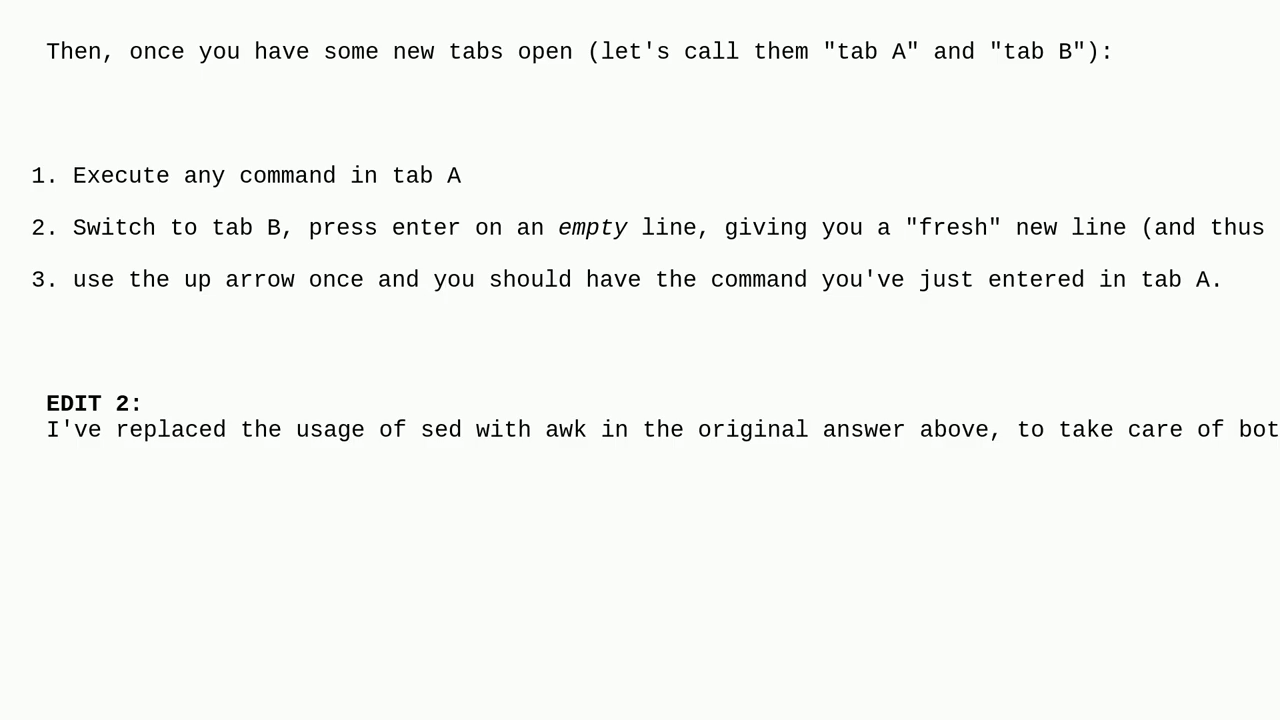 Then, once you have some new tabs open (let's call them "tab A" and "tab B"):
1. Execute any command in tab A
2. Switch to tab B, press enter on an empty line, giving you a "fresh" new line (and thus
3. use the up arrow once and you should have the command you've just entered in tab A.
EDIT 2:
I've replaced the usage of sed with awk in the original answer above, to take care of bot